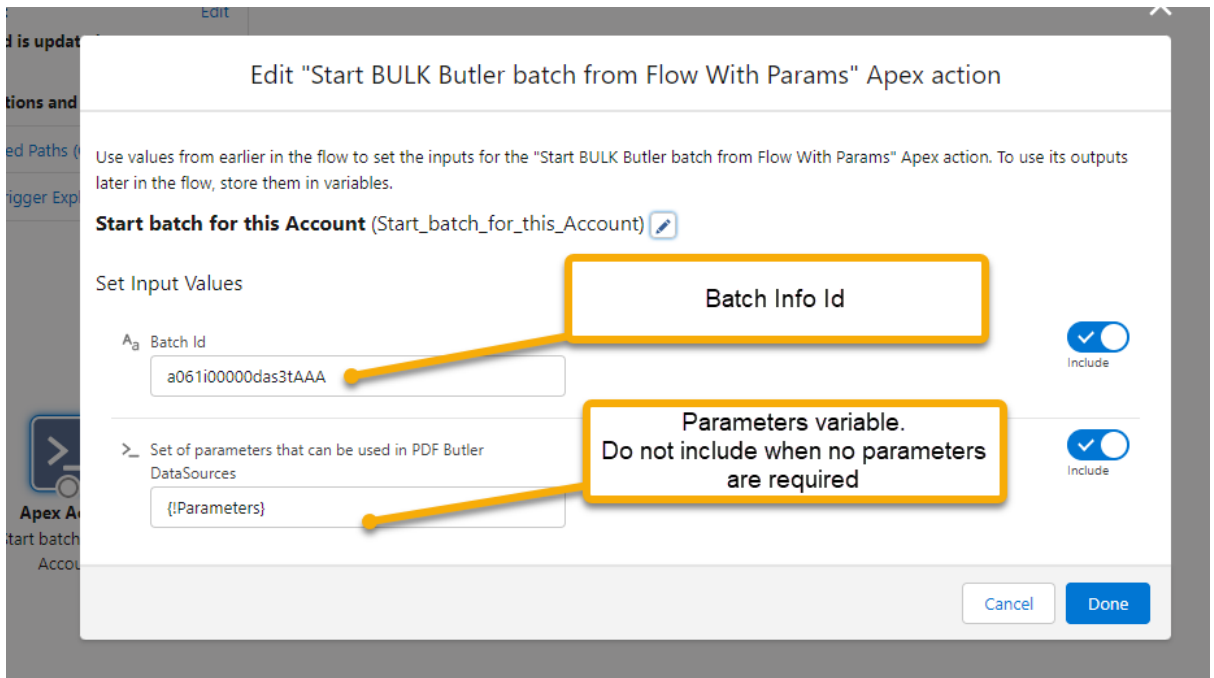 Edit
d is updat
Edit "Start BULK Butler batch from Flow With Params" Apex action
tions and
ed Paths (
Use values from earlier in the flow to set the inputs for the "Start BULK Butler batch from Flow With Params" Apex action. To use its outputs
later in the flow, store them in variables.
rigger Expl
Start batch for this Account (Start_batch_for_this_Account)
Set Input Values
Batch Info Id
Aa Batch Id
a061i00000das3tAAA
Include
Parameters variable.
Do not include when no parameters
are required
>_ Set of parameters that can be used in PDF Butler
DataSources
{!Parameters}
Include
Apex A
tart batch
Accou
Cancel
Done